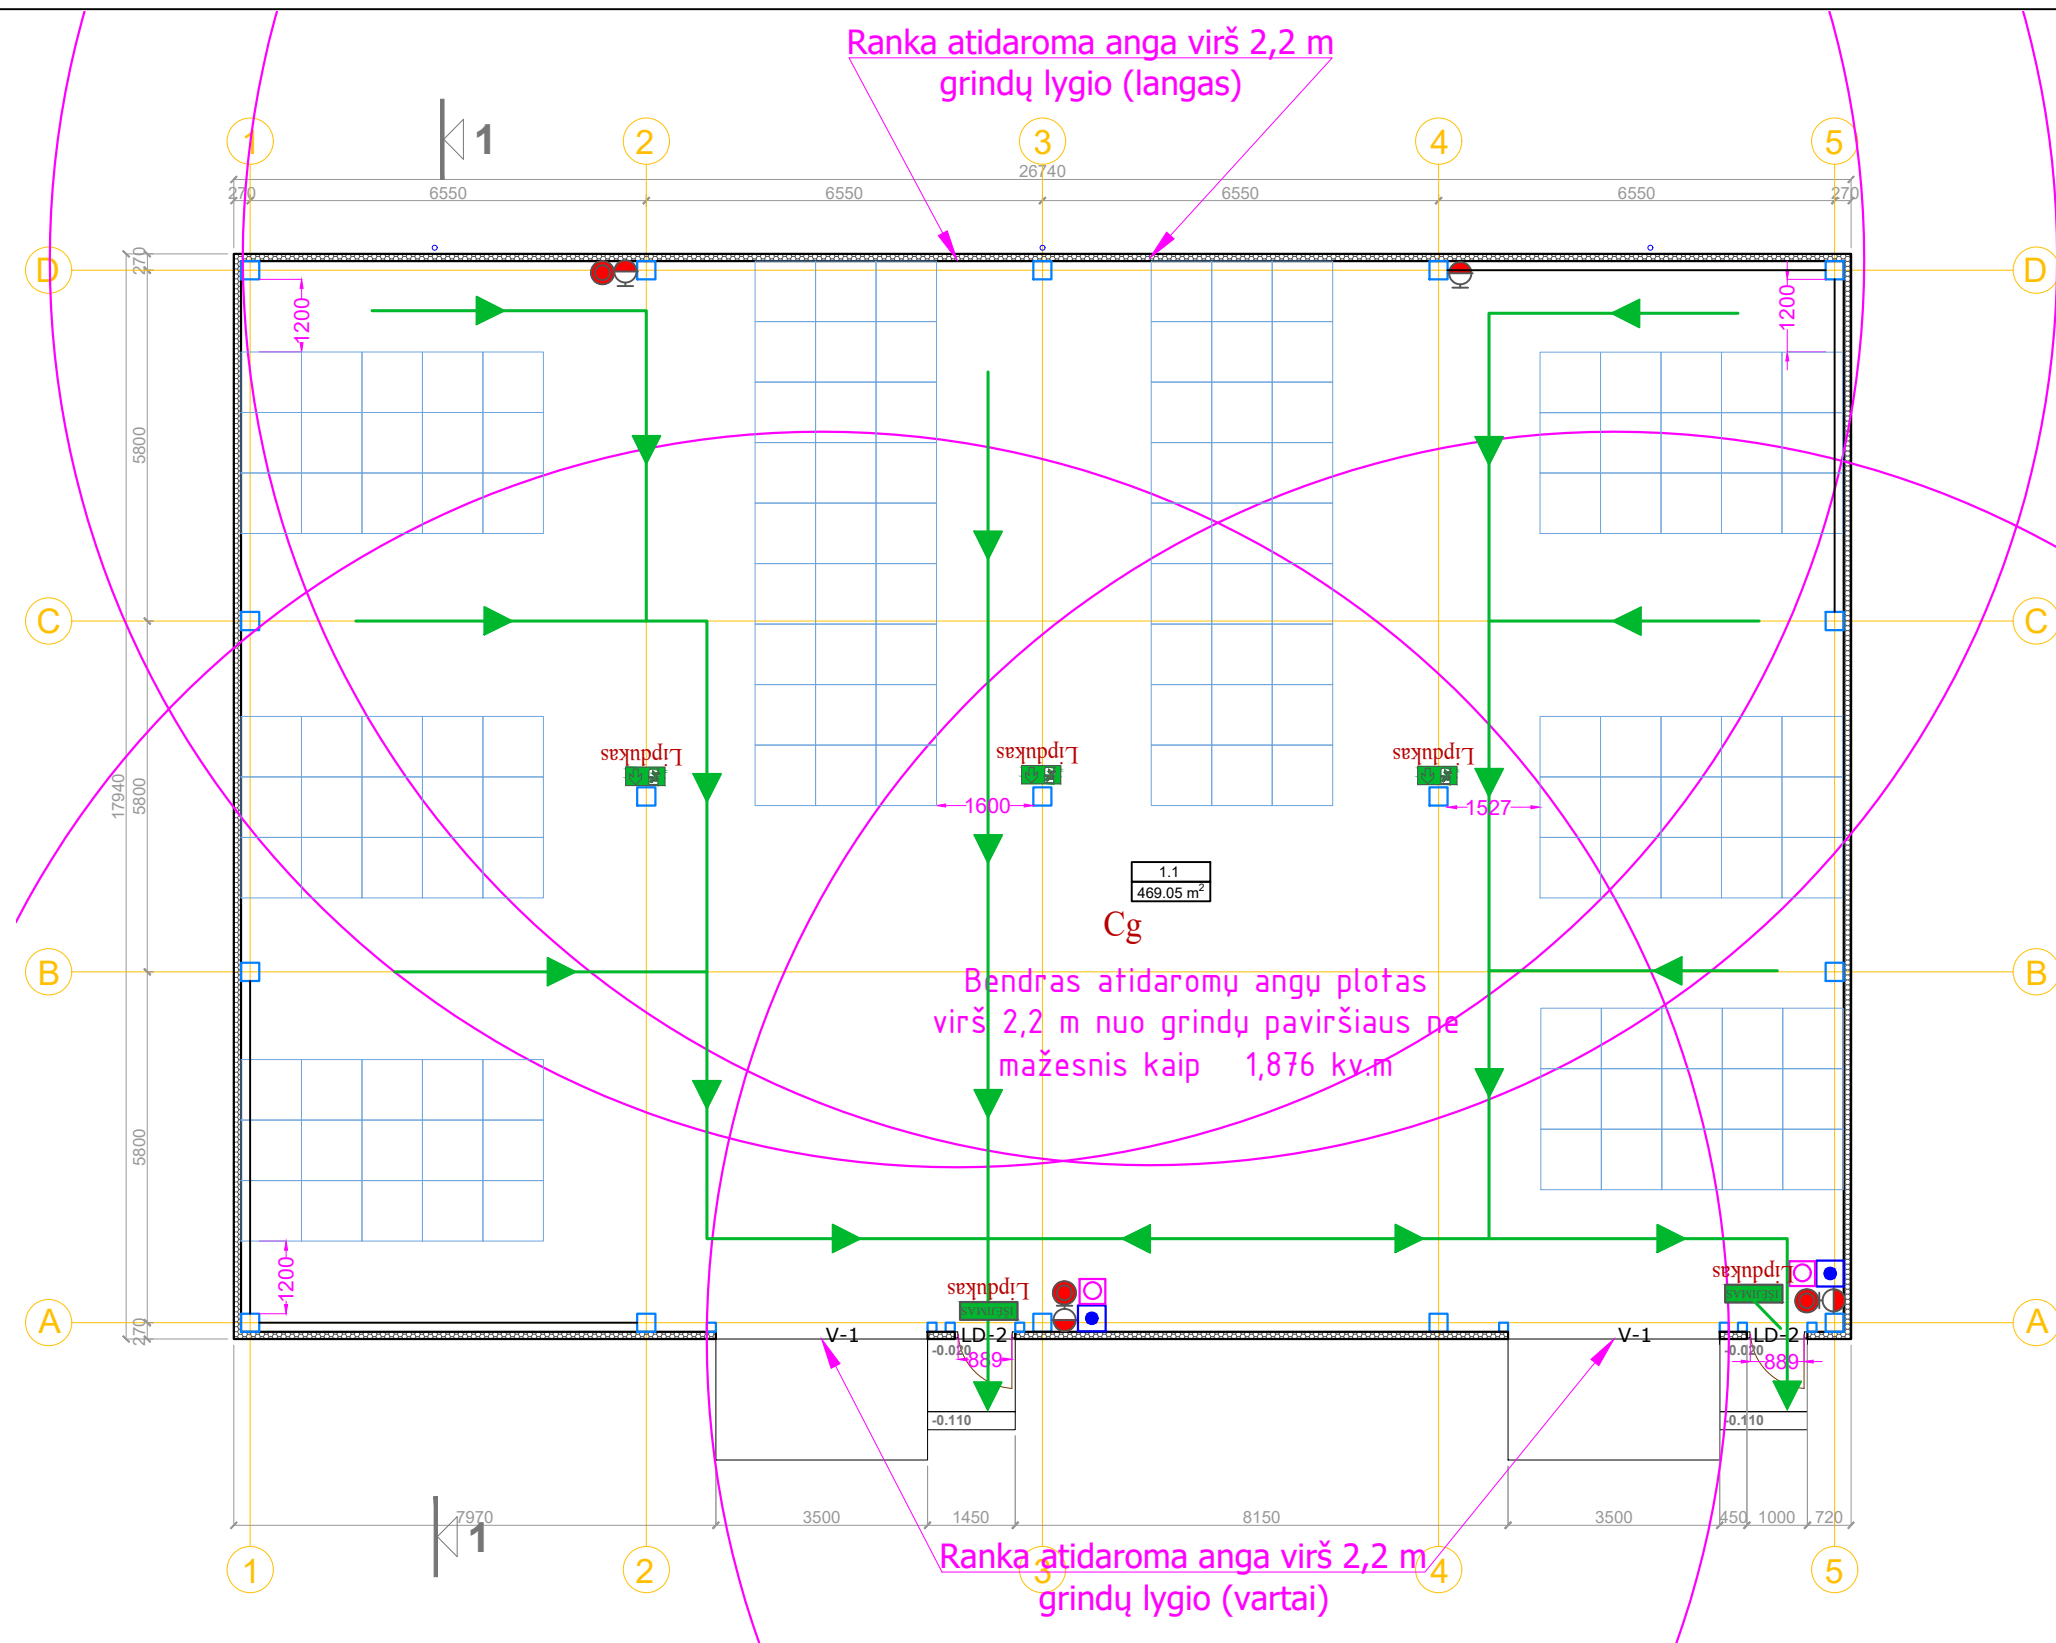 Ranka atidaroma anga virš 2,2 m
grindų lygio (langas)
1
1
2
3
4
5
26740
270
6550
6550
6550
6550
270
270
D
D
1200
1200
5800
C
C
17940
5800
Lipdukas
Lipdukas
Lipdukas
1600
1527
1.1
469.05 m²
Cg
B
B
Bendras atidaromų angų plotas
virš 2,2 m nuo grindų paviršiaus ne
mažesnis kaip 1,876 kv.m
5800
1200
Lipdukas
IŠĖJIMAS
Lipdukas
IŠĖJIMAS
A
A
270
V-1
LD-2
V-1
LD-2
-0.020
889
-0.020
889
-0.110
-0.110
7970
3500
1450
8150
3500
450
1000
720
1
Ranka atidaroma anga virš 2,2 m
grindų lygio (vartai)
1
2
3
4
5